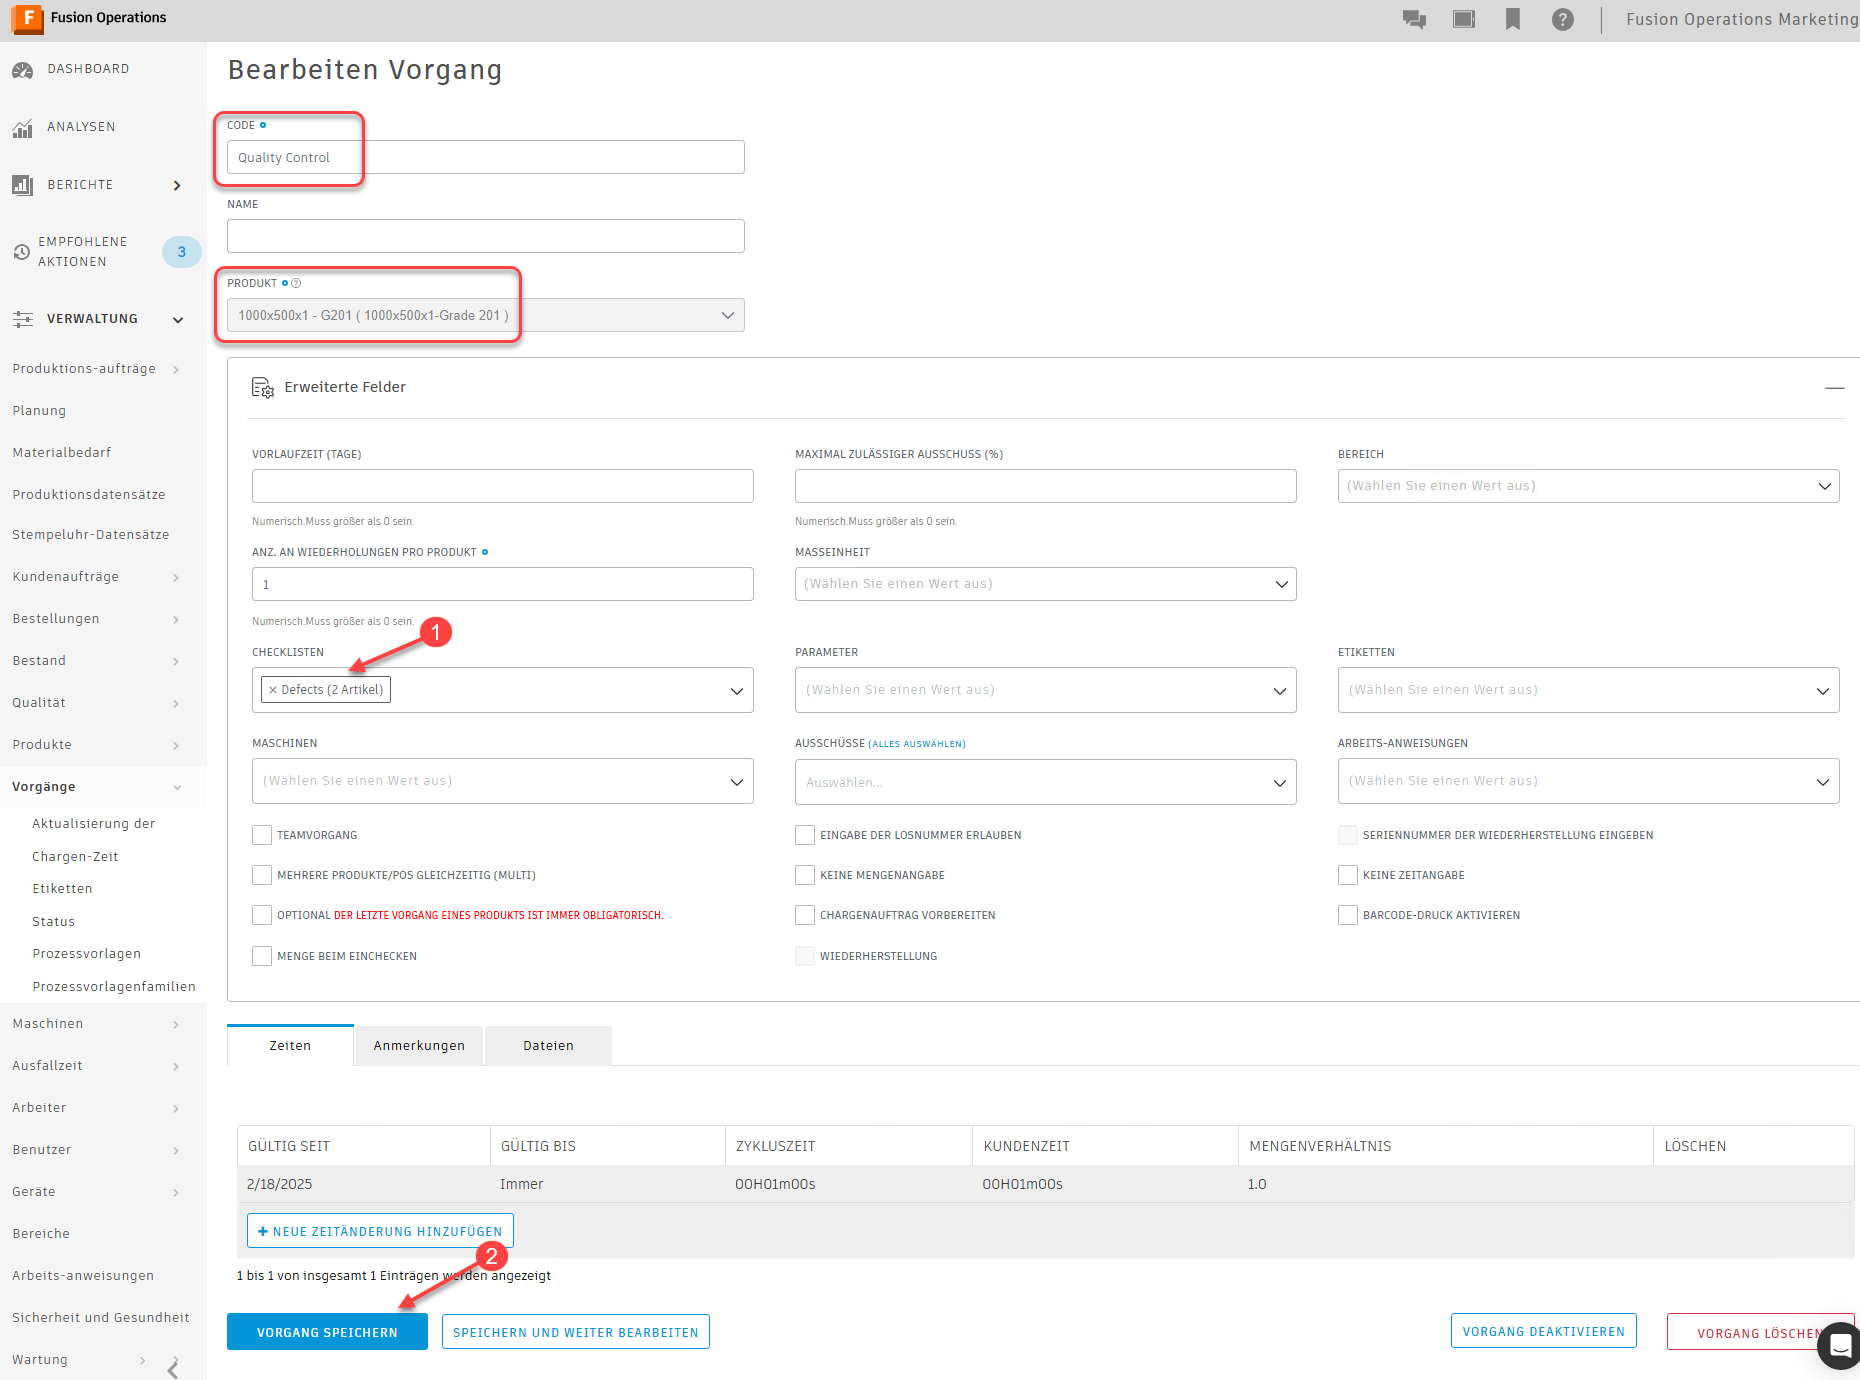 F Fusion Operations
Fusion Operations Marketing
DASHBOARD
ANALYSEN
BERICHTE
EMPFOHLENE
AKTIONEN
3
VERWALTUNG
Produktions-aufträge
Planung
Materialbedarf
Produktionsdatensätze
Stempeluhr-Datensätze
Kundenaufträge
Bestellungen
Bestand
Qualität
Produkte
Vorgänge
Aktualisierung der
Chargen-Zeit
Etiketten
Status
Prozessvorlagen
Prozessvorlagenfamilien
Maschinen
Ausfallzeit
Arbeiter
Benutzer
Geräte
Bereiche
Arbeits-anweisungen
Sicherheit und Gesundheit
Wartung
Bearbeiten Vorgang
CODE
Quality Control
NAME
PRODUKT
1000x500x1 - G201 ( 1000x500x1-Grade 201 )
Erweiterte Felder
VORLAUFZEIT (TAGE)
Numerisch.Muss größer als 0 sein.
MAXIMAL ZULÄSSIGER AUSSCHUSS (%)
Numerisch.Muss größer als 0 sein.
BEREICH
(Wählen Sie einen Wert aus)
ANZ. AN WIEDERHOLUNGEN PRO PRODUKT
1
Numerisch.Muss größer als 0 sein.
MASSEINHEIT
(Wählen Sie einen Wert aus)
1
CHECKLISTEN
× Defects (2 Artikel)
PARAMETER
(Wählen Sie einen Wert aus)
ETIKETTEN
(Wählen Sie einen Wert aus)
MASCHINEN
(Wählen Sie einen Wert aus)
AUSSCHÜSSE (ALLES AUSWÄHLEN)
Auswählen...
ARBEITS-ANWEISUNGEN
(Wählen Sie einen Wert aus)
TEAMVORGANG
EINGABE DER LOSNUMMER ERLAUBEN
SERIENNUMMER DER WIEDERHERSTELLUNG EINGEBEN
MEHRERE PRODUKTE/POS GLEICHZEITIG (MULTI)
KEINE MENGENANGABE
KEINE ZEITANGABE
OPTIONAL DER LETZTE VORGANG EINES PRODUKTS IST IMMER OBLIGATORISCH.
CHARGENAUFTRAG VORBEREITEN
BARCODE-DRUCK AKTIVIEREN
MENGE BEIM EINCHECKEN
WIEDERHERSTELLUNG
Zeiten
Anmerkungen
Dateien
GÜLTIG SEIT GÜLTIG BIS ZYKLUSZEIT KUNDENZEIT MENGENVERHÄLTNIS LÖSCHEN
2/18/2025 Immer 00H01m00s 00H01m00s 1.0
+ NEUE ZEITÄNDERUNG HINZUFÜGEN
2
1 bis 1 von insgesamt 1 Einträgen werden angezeigt
VORGANG SPEICHERN
SPEICHERN UND WEITER BEARBEITEN
VORGANG DEAKTIVIEREN
VORGANG LÖSCHEN